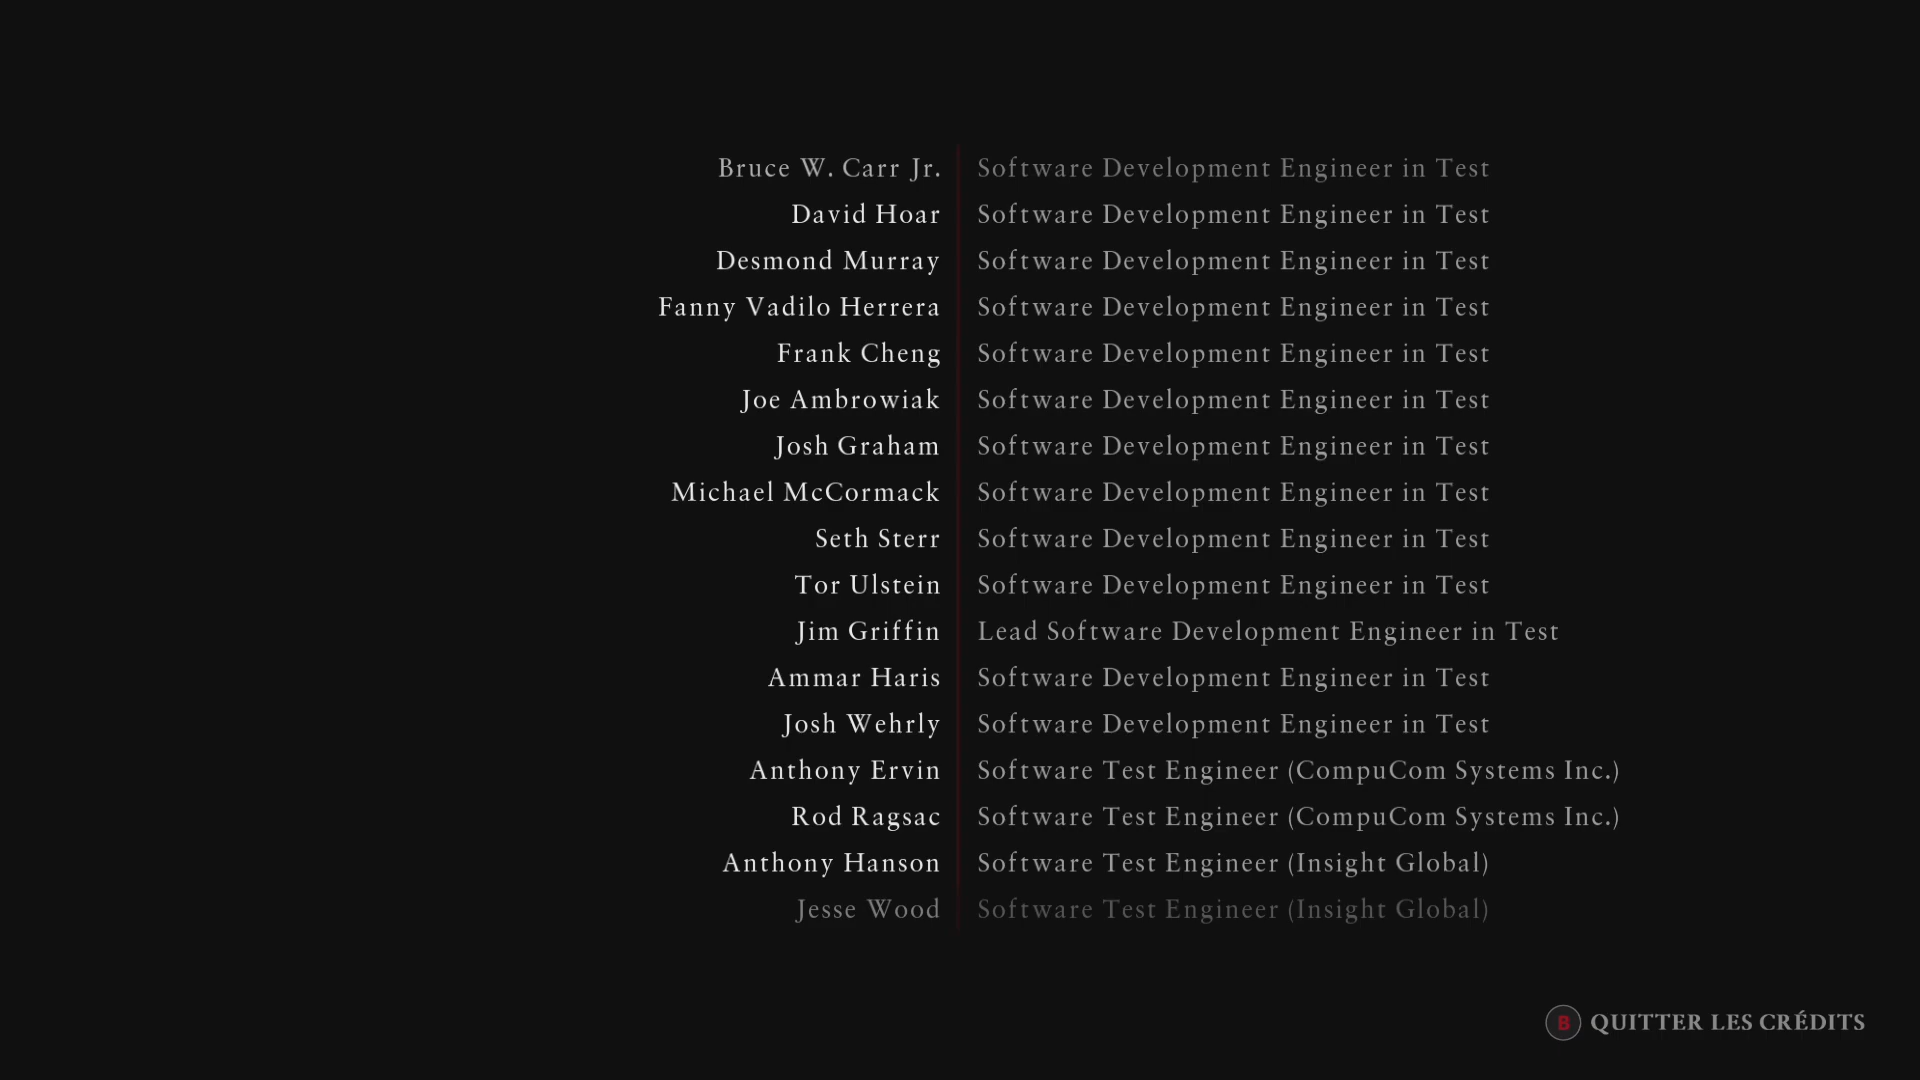 Bruce W. Carr Jr. Software Development Engineer in Test
David Hoar Software Development Engineer in Test
Desmond Murray Software Development Engineer in Test
Fanny Vadilo Herrera Software Development Engineer in Test
Frank Cheng Software Development Engineer in Test
Joe Ambrowiak Software Development Engineer in Test
Josh Graham Software Development Engineer in Test
Michael McCormack Software Development Engineer in Test
Seth Sterr Software Development Engineer in Test
Tor Ulstein Software Development Engineer in Test
Jim Griffin Lead Software Development Engineer in Test
Ammar Haris Software Development Engineer in Test
Josh Wehrly Software Development Engineer in Test
Anthony Ervin Software Test Engineer (CompuCom Systems Inc.)
Rod Ragsac Software Test Engineer (CompuCom Systems Inc.)
Anthony Hanson Software Test Engineer (Insight Global)
Jesse Wood Software Test Engineer (Insight Global)
B QUITTER LES CRÉDITS